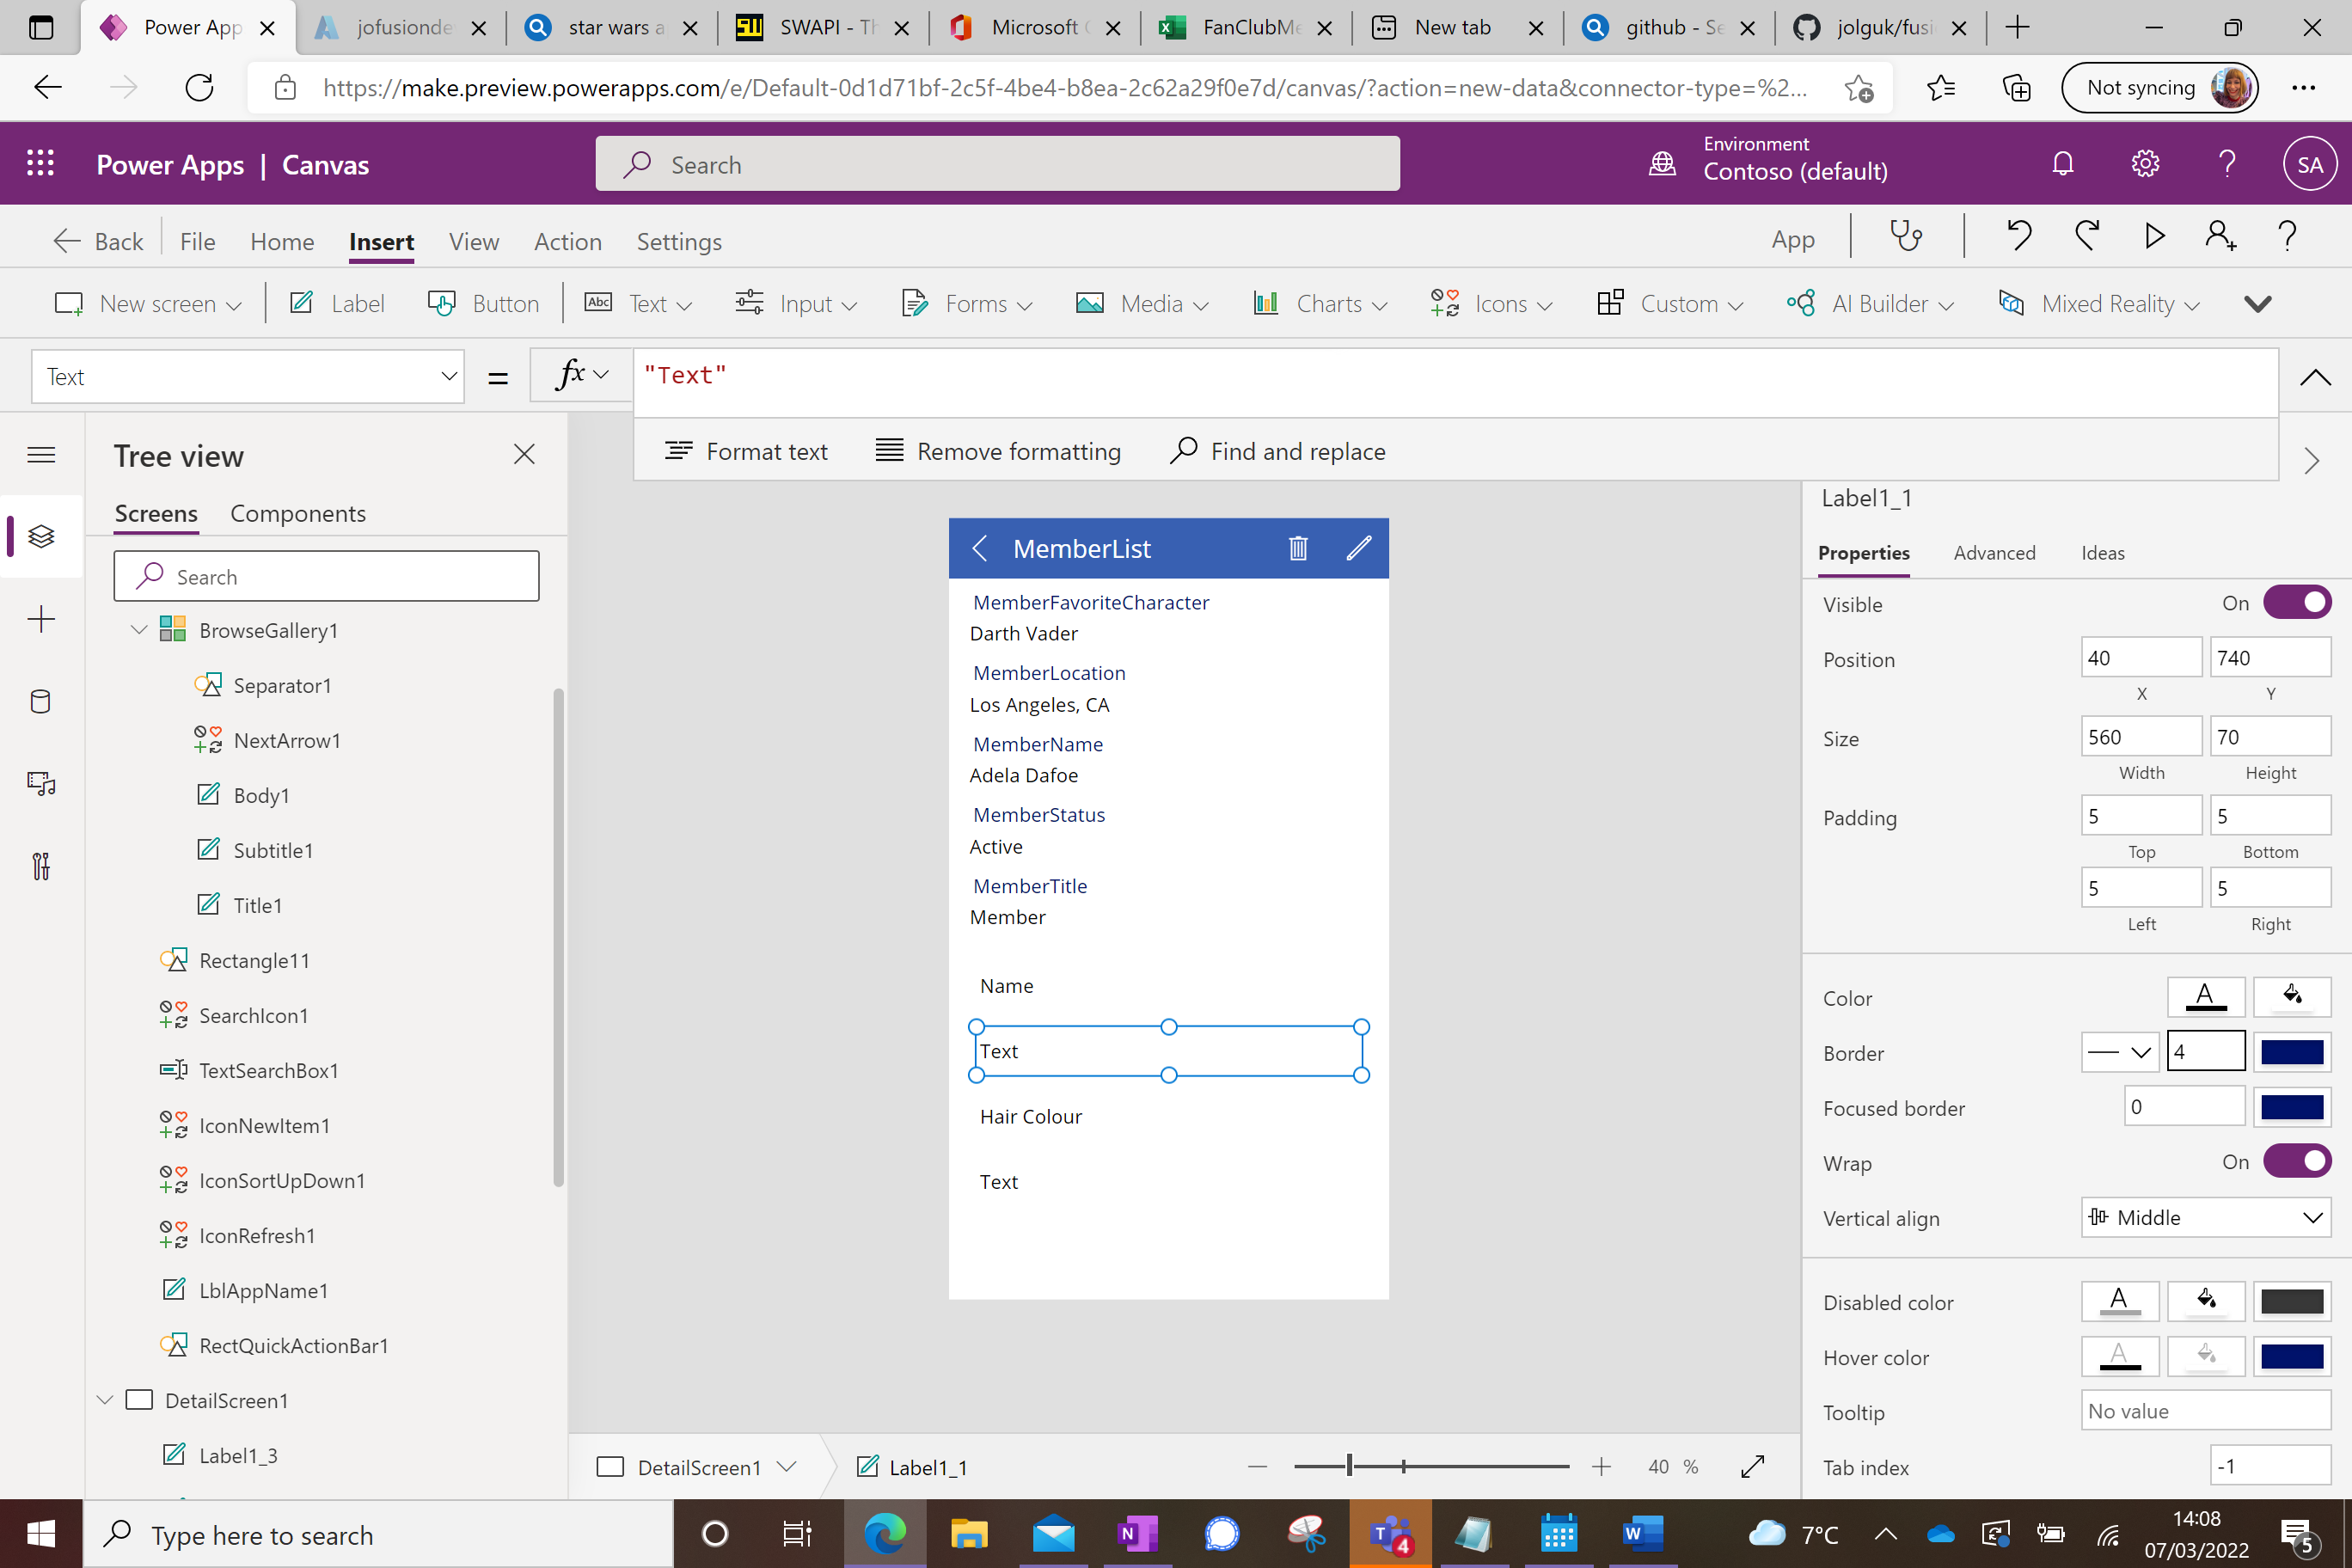 Power App
jofusionde
star wars a
SWAPI - Th
Microsoft
FanClubMe
New tab
github - Se
jolguk/fusi
https://make.preview.powerapps.com/e/Default-0d1d71bf-2c5f-4be4-b8ea-2c62a29f0e7d/canvas/?action=new-data&connector-type=%2...
Not syncing
Power Apps | Canvas
Search
Environment
Contoso (default)
SA
Back
File
Home
Insert
View
Action
Settings
App
New screen
Label
Button
Abc
Text
Input
Forms
Media
Charts
Icons
Custom
AI Builder
Mixed Reality
Text
=
fx
"Text"
Format text
Remove formatting
Find and replace
Tree view
Screens
Components
Search
BrowseGallery1
Separator1
NextArrow1
Body1
Subtitle1
Title1
Rectangle11
SearchIcon1
TextSearchBox1
IconNewItem1
IconSortUpDown1
IconRefresh1
LblAppName1
RectQuickActionBar1
DetailScreen1
Label1_3
MemberList
MemberFavoriteCharacter
Darth Vader
MemberLocation
Los Angeles, CA
MemberName
Adela Dafoe
MemberStatus
Active
MemberTitle
Member
Name
Text
Hair Colour
Text
DetailScreen1
Label1_1
40 %
Label1_1
Properties
Advanced
Ideas
Visible
On
Position
40
740
X
Y
Size
560
70
Width
Height
Padding
5
5
Top
Bottom
5
5
Left
Right
Color
A
Border
4
Focused border
0
Wrap
On
Vertical align
Middle
Disabled color
A
Hover color
A
Tooltip
No value
Tab index
-1
Type here to search
N
T
4
W
7°C
14:08
07/03/2022
5